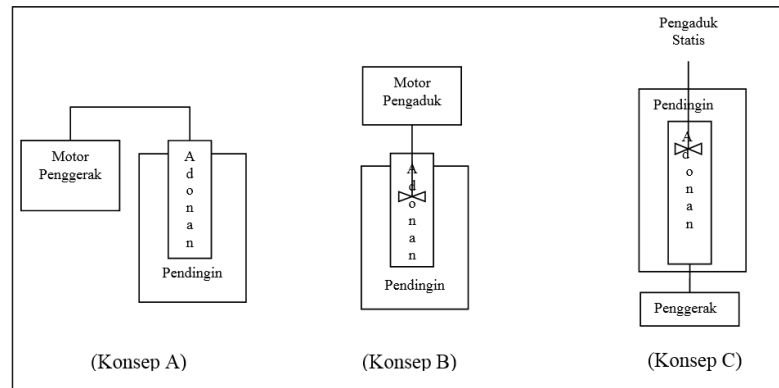 Motor
Penggerak
A
d
o
n
a
n
Pendingin
(Konsep A)
Motor
Pengaduk
A
d
o
n
a
n
Pendingin
(Konsep B)
Pengaduk
Statis
Pendingin
A
d
o
n
a
n
Penggerak
(Konsep C)